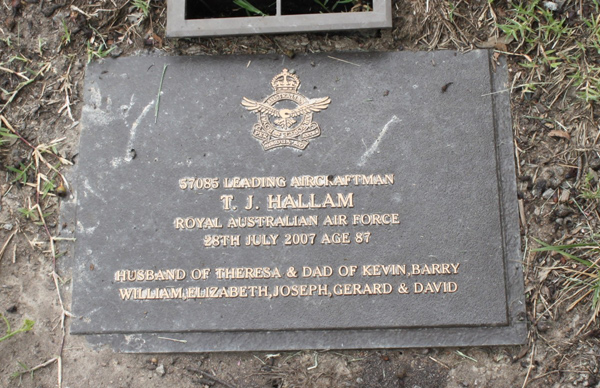 57085 LEADING AIRCRAFTMAN
T. J. HALLAM
ROYAL AUSTRALIAN AIR FORCE
28TH JULY 2007 AGE 87
HUSBAND OF THERESA & DAD OF KEVIN, BARRY
WILLIAM, ELIZABETH, JOSEPH, GERARD & DAVID